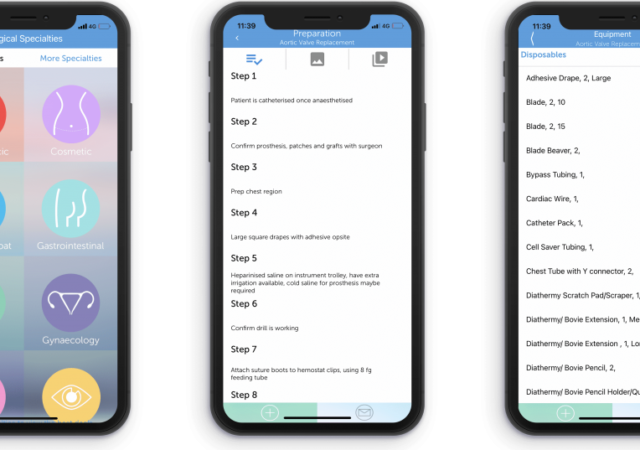 4G
gical Specialties
s
More Specialties
tic
Cosmetic
oat
Gastrointestinal
Gynaecology
11:39
4G
Preparation
Aortic Valve Replacement
Step 1
Patient is catheterised once anaesthetised
Step 2
Confirm prosthesis, patches and grafts with surgeon
Step 3
Prep chest region
Step 4
Large square drapes with adhesive opsite
Step 5
Heparinised saline on instrument trolley, have extra
irrigation available, cold saline for prosthesis maybe
required
Step 6
Confirm drill is working
Step 7
Attach suture boots to hemostat clips, using 8 fg
feeding tube
Step 8
11:39
Equipment
Aortic Valve Replacem
Disposables
Adhesive Drape, 2, Large
Blade, 2, 10
Blade, 2, 15
Blade Beaver, 2,
Bypass Tubing, 1,
Cardiac Wire, 1,
Catheter Pack, 1,
Cell Saver Tubing, 1,
Chest Tube with Y connector, 2,
Diathermy Scratch Pad/Scraper, 1,
Diathermy/ Bovie Extension, 1, Me
Diathermy/ Bovie Extension , 1, Lon
Diathermy/ Bovie Pencil, 2,
Diathermy/ Bovie Pencil Holder/Qu